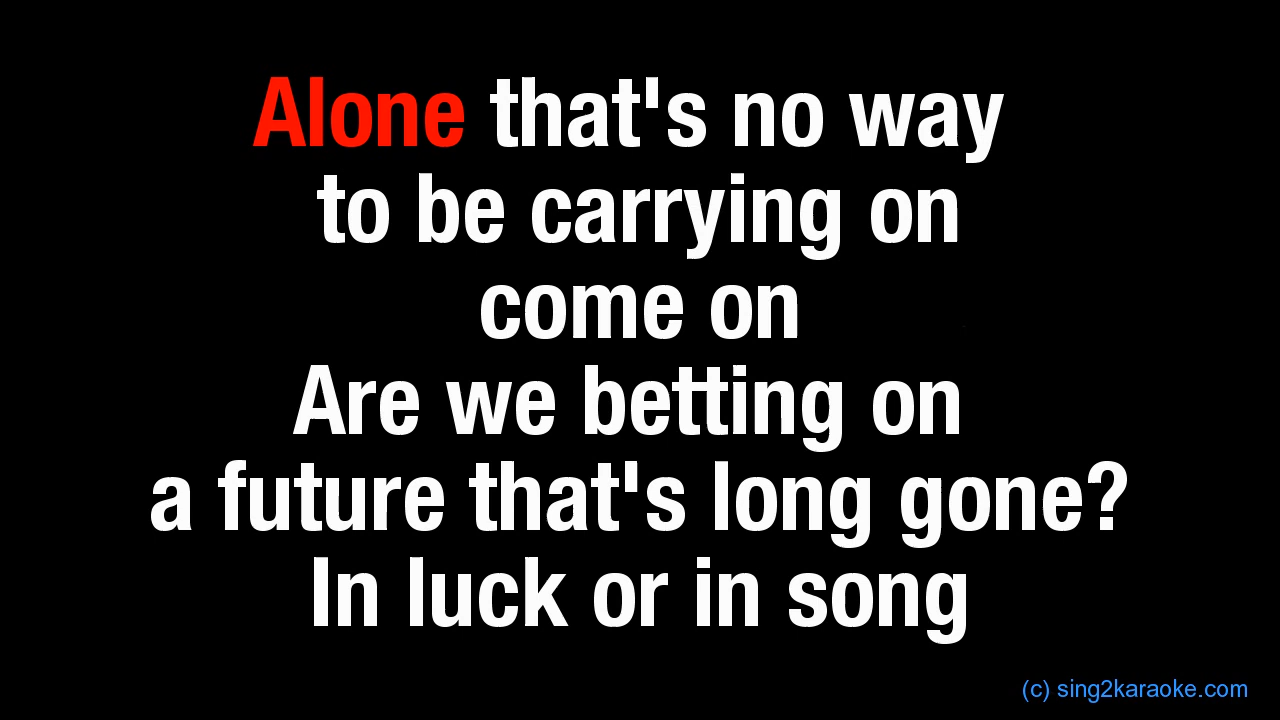 Alone that's no way
to be carrying on
come on
Are we betting on
a future that's long gone?
In luck or in song
(c) sing2karaoke.com